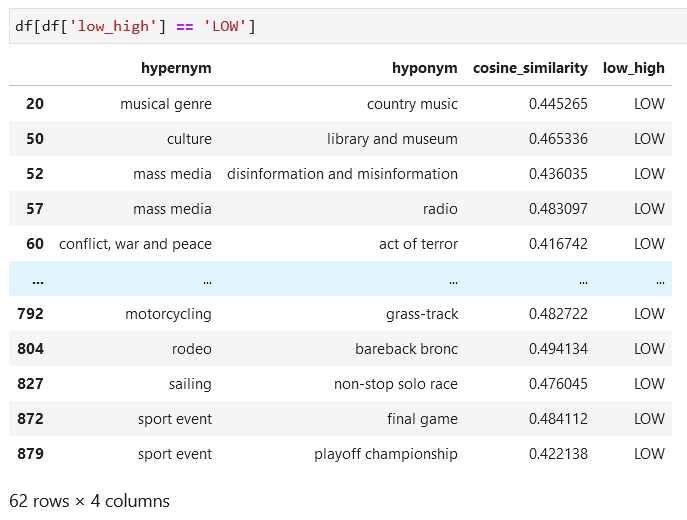 df[df['low_high'] == 'LOW']
hypernym hyponym cosine_similarity low_high
20 musical genre country music 0.445265 LOW
50 culture library and museum 0.465336 LOW
52 mass media disinformation and misinformation 0.436035 LOW
57 mass media radio 0.483097 LOW
60 conflict, war and peace act of terror 0.416742 LOW
... ... ... ... ...
792 motorcycling grass-track 0.482722 LOW
804 rodeo bareback bronc 0.494134 LOW
827 sailing non-stop solo race 0.476045 LOW
872 sport event final game 0.484112 LOW
879 sport event playoff championship 0.422138 LOW
62 rows × 4 columns